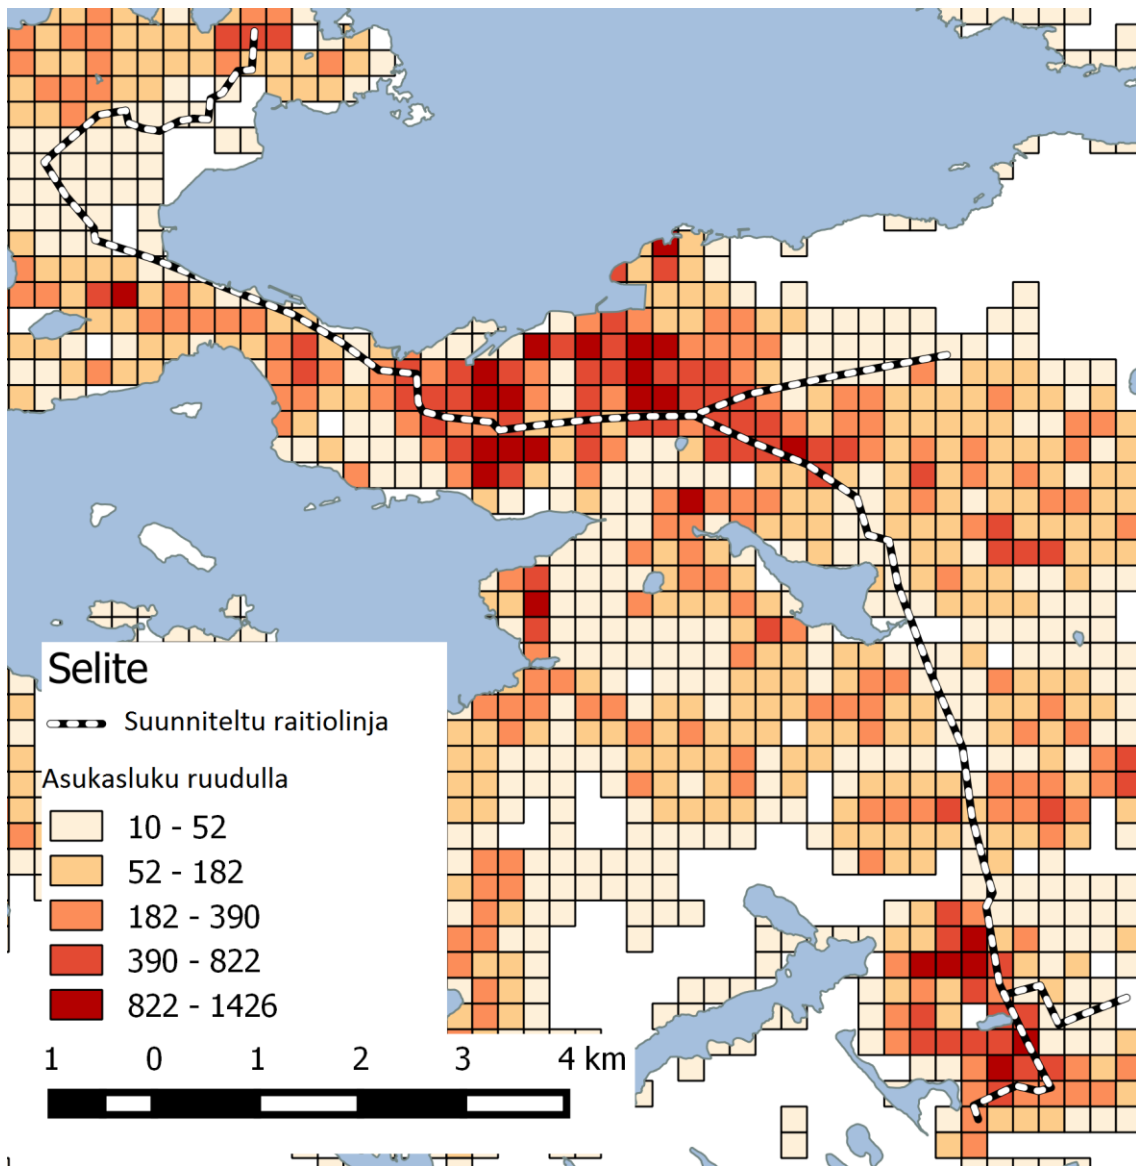 Selite
Suunniteltu raitiolinja
Asukasluku ruudulla
10 - 52
52 - 182
182 - 390
390 - 822
822 - 1426
1 0 1 2 3 4 km